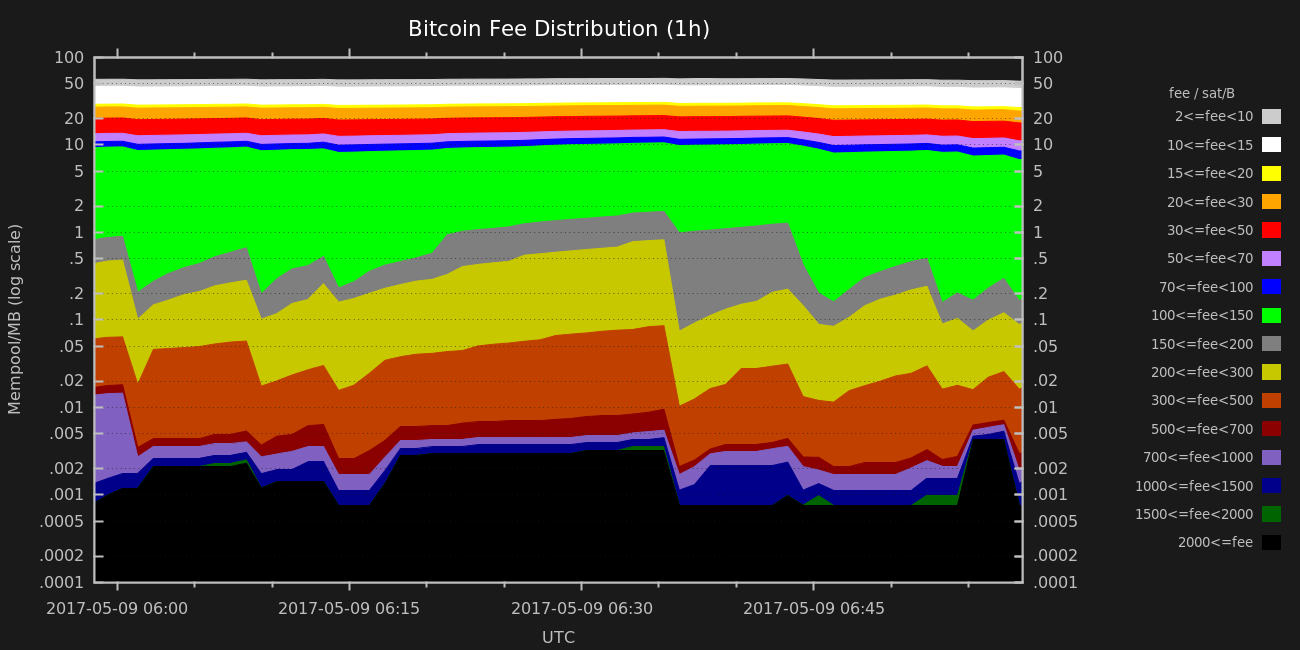 Bitcoin Fee Distribution (1h)
Mempool/MB (log scale)
100
50
20
10
5
2
1
.5
.2
.1
.05
.02
.01
.005
.002
.001
.0005
.0002
.0001
100
50
20
10
5
2
1
.5
.2
.1
.05
.02
.01
.005
.002
.001
.0005
.0002
.0001
fee / sat/B
2<=fee<10
10<=fee<15
15<=fee<20
20<=fee<30
30<=fee<50
50<=fee<70
70<=fee<100
100<=fee<150
150<=fee<200
200<=fee<300
300<=fee<500
500<=fee<700
700<=fee<1000
1000<=fee<1500
1500<=fee<2000
2000<=fee
2017-05-09 06:00 2017-05-09 06:15 2017-05-09 06:30 2017-05-09 06:45
UTC